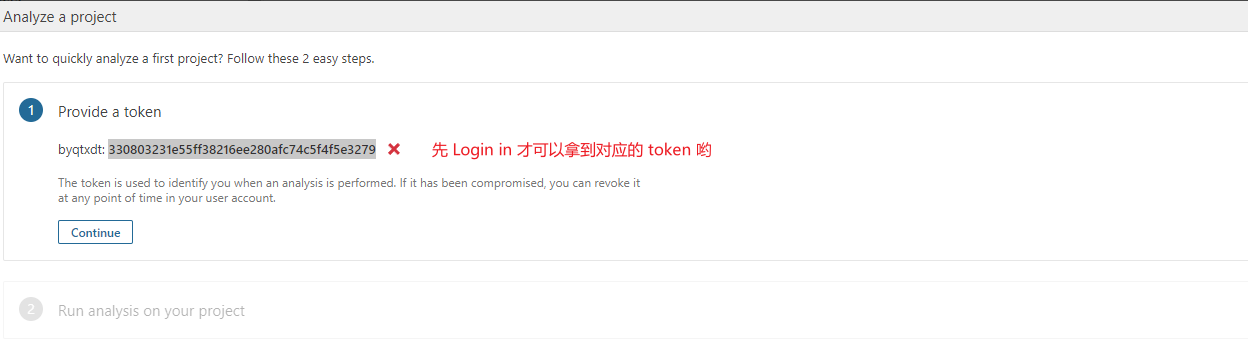 Analyze a project
Want to quickly analyze a first project? Follow these 2 easy steps.
1 Provide a token
byqtxdt: 330803231e55ff38216ee280afc74c5f4f5e3279 先 Login in 才可以拿到对应的 token 哟
The token is used to identify you when an analysis is performed. If it has been compromised, you can revoke it
at any point of time in your user account.
Continue
2 Run analysis on your project